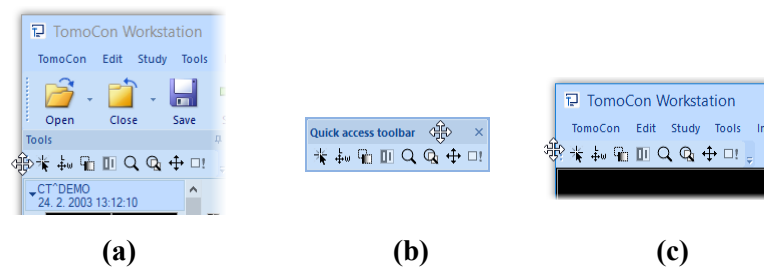 TomoCon Workstation
TomoCon Edit Study Tools
Open Close Save
Tools
CT^DEMO
24. 2. 2003 13:12:10
(a)
Quick access toolbar
(b)
TomoCon Workstation
TomoCon Edit Study Tools
(c)